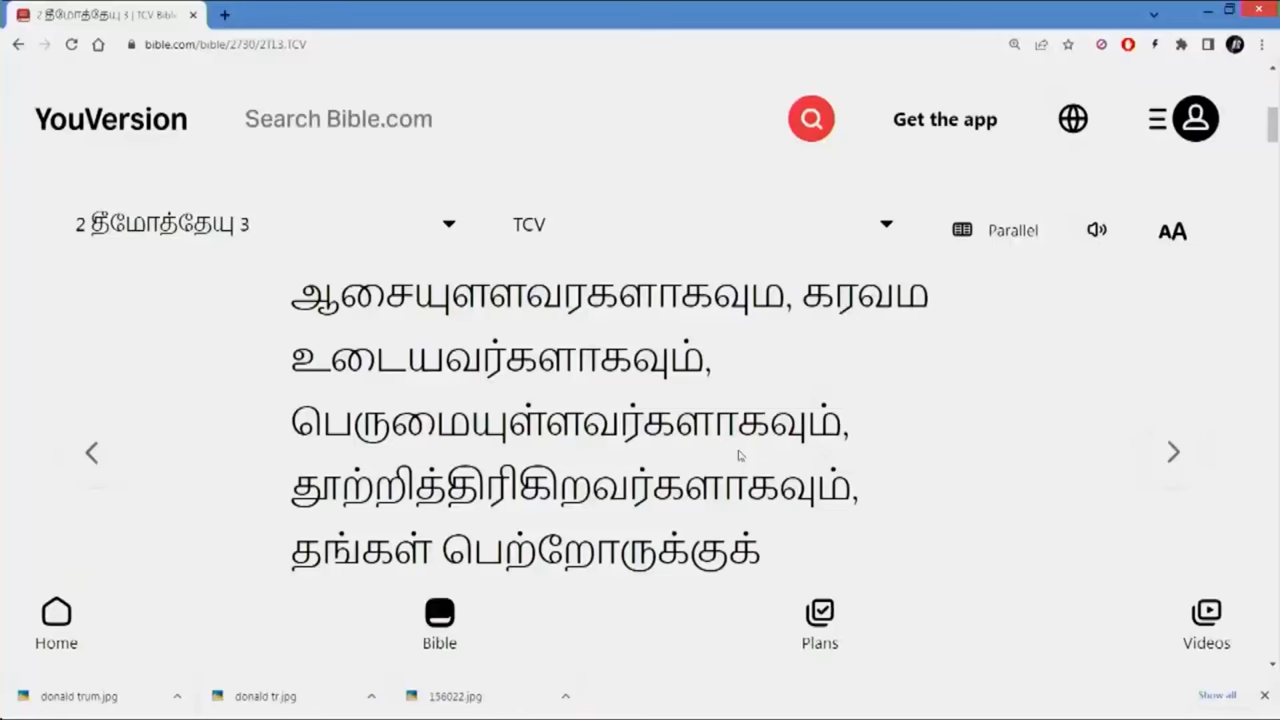 2 தீமோத்தேயு 3 | TCV Bible
bible.com/bible/2730/2TI.3.TCV
YouVersion
Search Bible.com
Get the app
2 தீமோத்தேயு 3
TCV
Parallel
AA
ஆசையுள்ளவர்களாகவும், கர்வம்
உடையவர்களாகவும்,
பெருமையுள்ளவர்களாகவும்,
தூற்றித்திரிகிறவர்களாகவும்,
தங்கள் பெற்றோருக்குக்
Home
Bible
Plans
Videos
donald trum.jpg
donald tr.jpg
156022.jpg
Show all